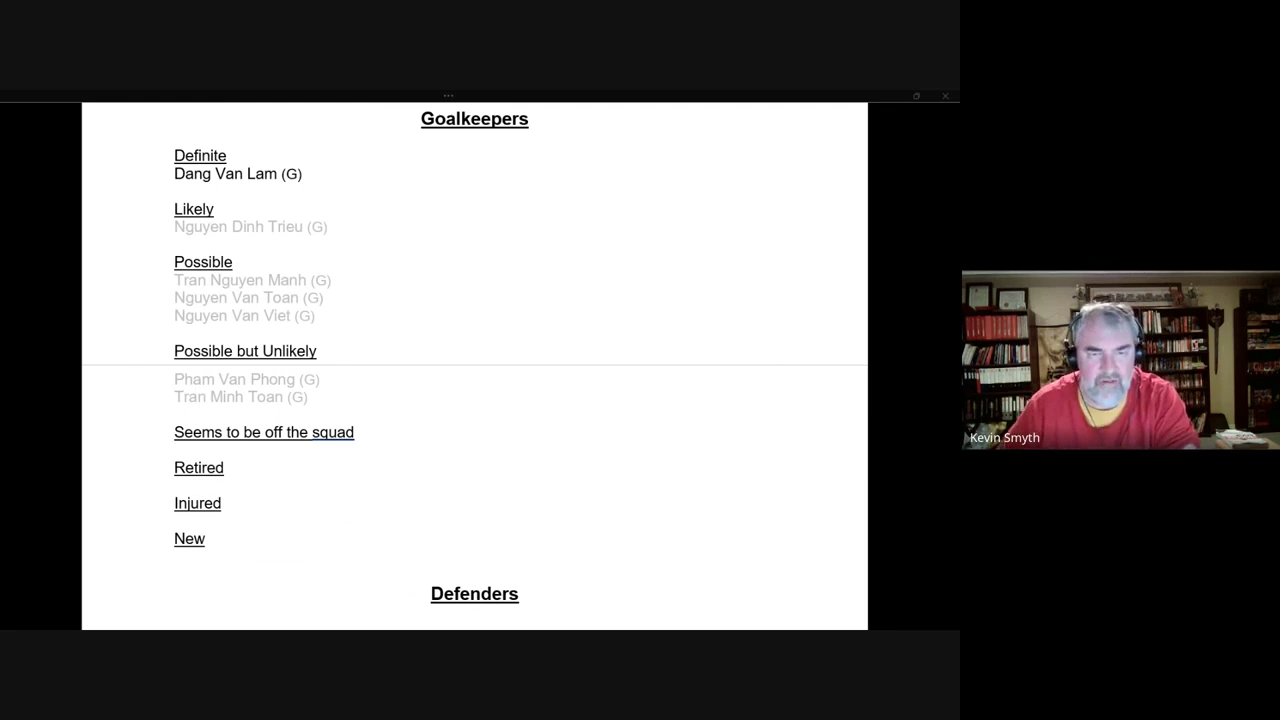 Goalkeepers
Definite
Dang Van Lam (G)
Likely
Nguyen Dinh Trieu (G)
Possible
Tran Nguyen Manh (G)
Nguyen Van Toan (G)
Nguyen Van Viet (G)
Possible but Unlikely
Pham Van Phong (G)
Tran Minh Toan (G)
Seems to be off the squad
Retired
Injured
New
Defenders
Kevin Smyth